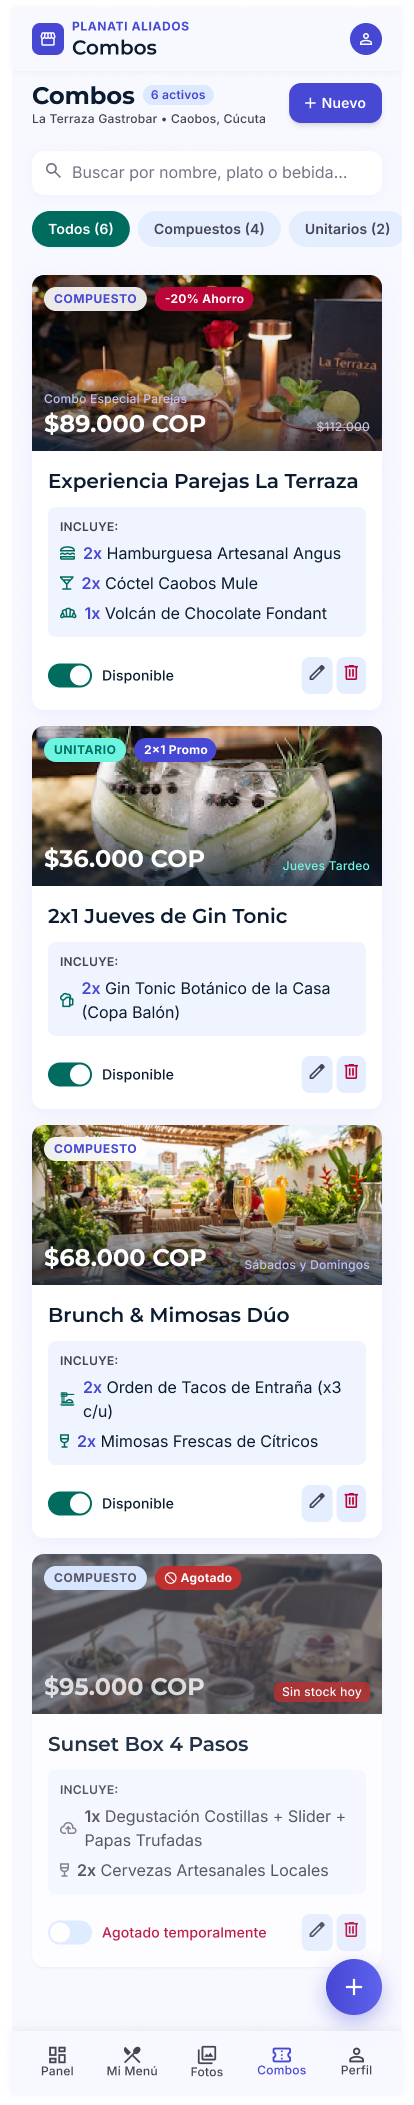 PLANATI ALIADOS
Combos
Combos 6 activos
La Terraza Gastrobar • Caobos, Cúcuta
+ Nuevo
Buscar por nombre, plato o bebida...
Todos (6) Compuestos (4) Unitarios (2)
COMPUESTO -20% Ahorro
La Terraza
CÚCUTA
Combo Especial Parejas
$89.000 COP $112.000
Experiencia Parejas La Terraza
INCLUYE:
2x Hamburguesa Artesanal Angus
2x Cóctel Caobos Mule
1x Volcán de Chocolate Fondant
Disponible
UNITARIO 2x1 Promo
$36.000 COP Jueves Tardeo
2x1 Jueves de Gin Tonic
INCLUYE:
2x Gin Tonic Botánico de la Casa
(Copa Balón)
Disponible
COMPUESTO
$68.000 COP Sábados y Domingos
Brunch & Mimosas Dúo
INCLUYE:
2x Orden de Tacos de Entraña (x3
c/u)
2x Mimosas Frescas de Cítricos
Disponible
COMPUESTO Agotado
$95.000 COP Sin stock hoy
Sunset Box 4 Pasos
INCLUYE:
1x Degustación Costillas + Slider +
Papas Trufadas
2x Cervezas Artesanales Locales
Agotado temporalmente
+
Panel Mi Menú Fotos Combos Perfil